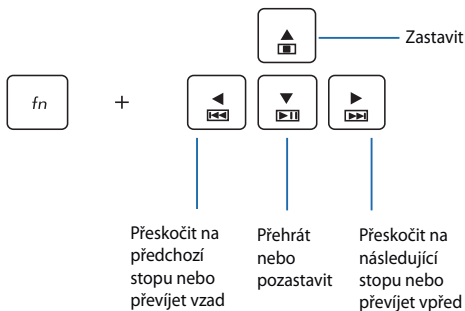 Zastavit
fn +
Přeskočit na
předchozí
stopu nebo
převíjet vzad
Přehrát
nebo
pozastavit
Přeskočit na
následující
stopu nebo
převíjet vpřed